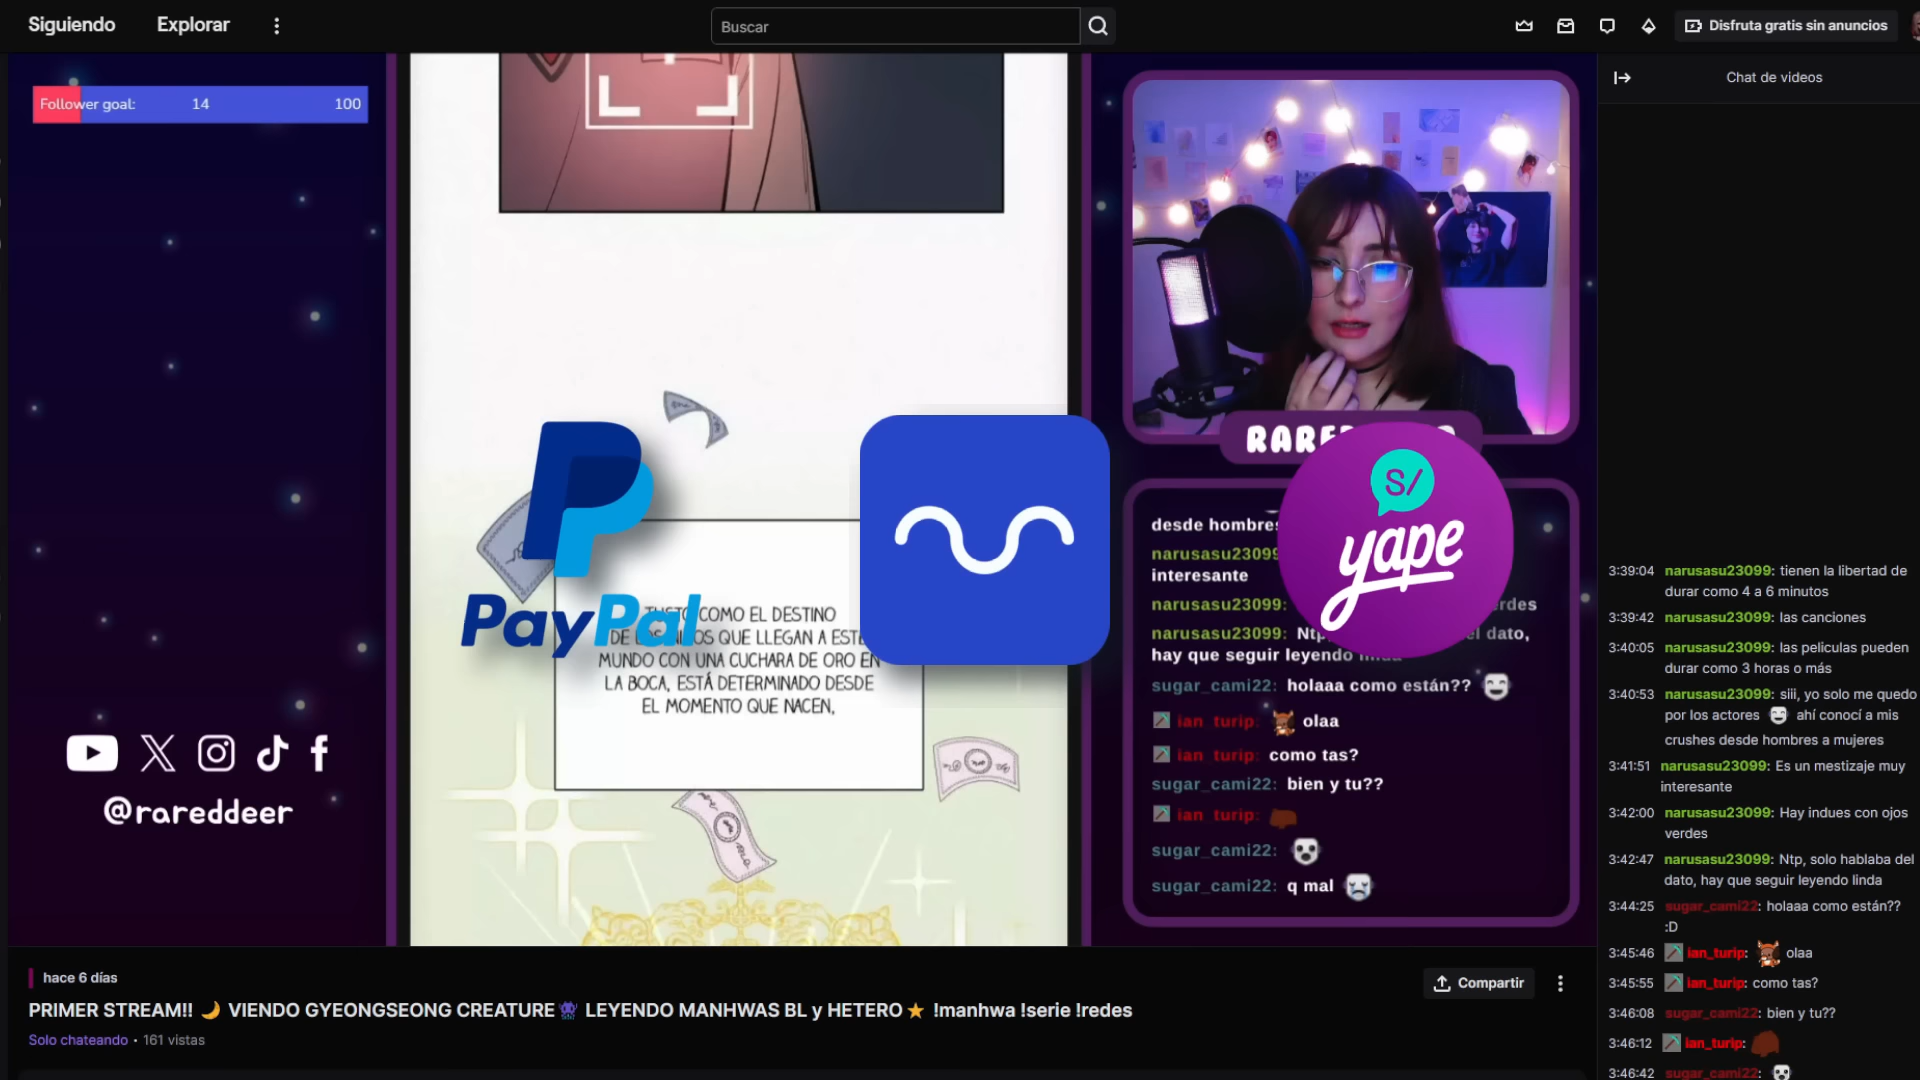 Siguiendo
Explorar
Buscar
Disfruta gratis sin anuncios
Follower goal:
14
100
@rareddeer
PayPal
COMO EL DESTINO
QUE LLEGAN A ESTE
MUNDO CON UNA CUCHARA DE ORO EN
LA BOCA, ESTÁ DETERMINADO DESDE
EL MOMENTO QUE NACEN,
S/
yape
desde hombres
narusasu23099
interesante
narusasu23099:
narusasu23099: Ntp, el dato,
hay que seguir leyendo linda
sugar_cami22: holaaa como están??
ian_turip: olaa
ian_turip: como tas?
sugar_cami22: bien y tu??
ian_turip:
sugar_cami22:
sugar_cami22: q mal
Chat de videos
3:39:04 narusasu23099: tienen la libertad de
durar como 4 a 6 minutos
3:39:42 narusasu23099: las canciones
3:40:05 narusasu23099: las peliculas pueden
durar como 3 horas o más
3:40:53 narusasu23099: siii, yo solo me quedo
por los actores ahí conocí a mis
crushes desde hombres a mujeres
3:41:51 narusasu23099: Es un mestizaje muy
interesante
3:42:00 narusasu23099: Hay indues con ojos
verdes
3:42:47 narusasu23099: Ntp, solo hablaba del
dato, hay que seguir leyendo linda
3:44:25 sugar_cami22: holaaa como están??
:D
3:45:46 ian_turip: olaa
3:45:55 ian_turip: como tas?
3:46:08 sugar_cami22: bien y tu??
3:46:12 ian_turip:
3:46:42 sugar_cami22:
hace 6 días
Compartir
PRIMER STREAM!! 🌙 VIENDO GYEONGSEONG CREATURE👾 LEYENDO MANHWAS BL y HETERO⭐ !manhwa !serie !redes
Solo chateando • 161 vistas